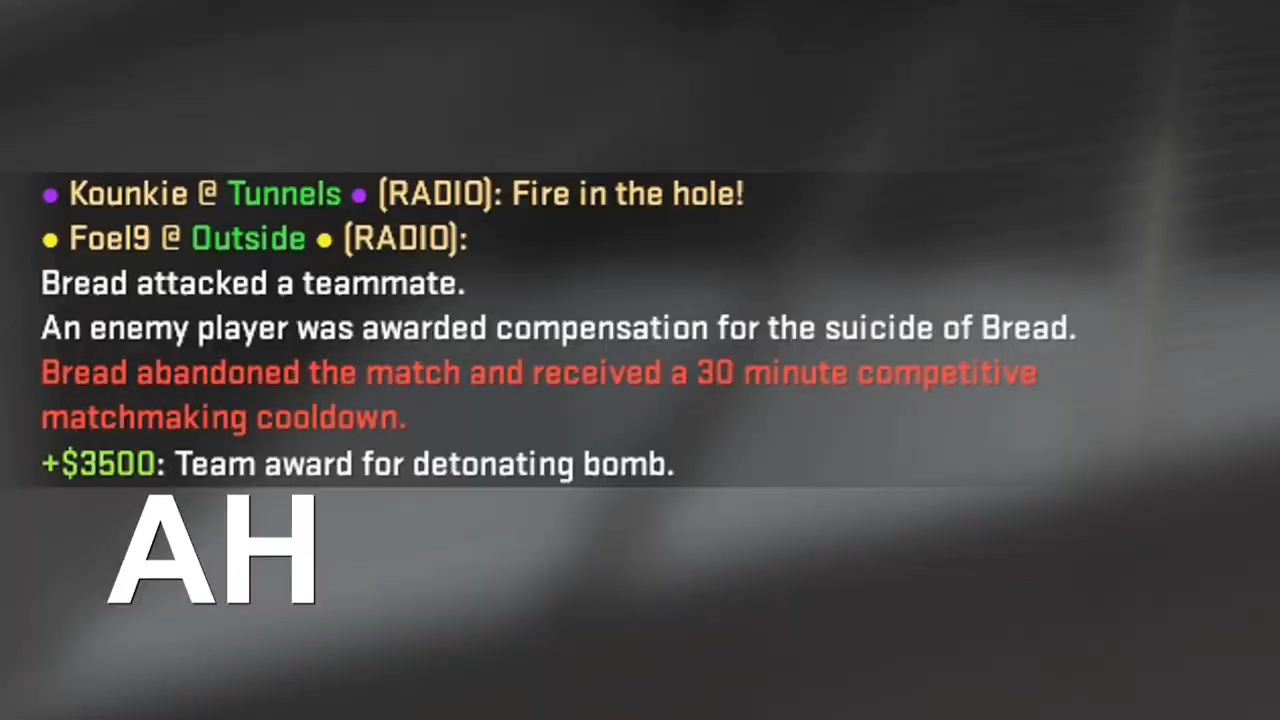 ● Kounkie @ Tunnels ● (RADIO): Fire in the hole!
● Foel9 @ Outside ● (RADIO):
Bread attacked a teammate.
An enemy player was awarded compensation for the suicide of Bread.
Bread abandoned the match and received a 30 minute competitive
matchmaking cooldown.
+$3500: Team award for detonating bomb.
AH